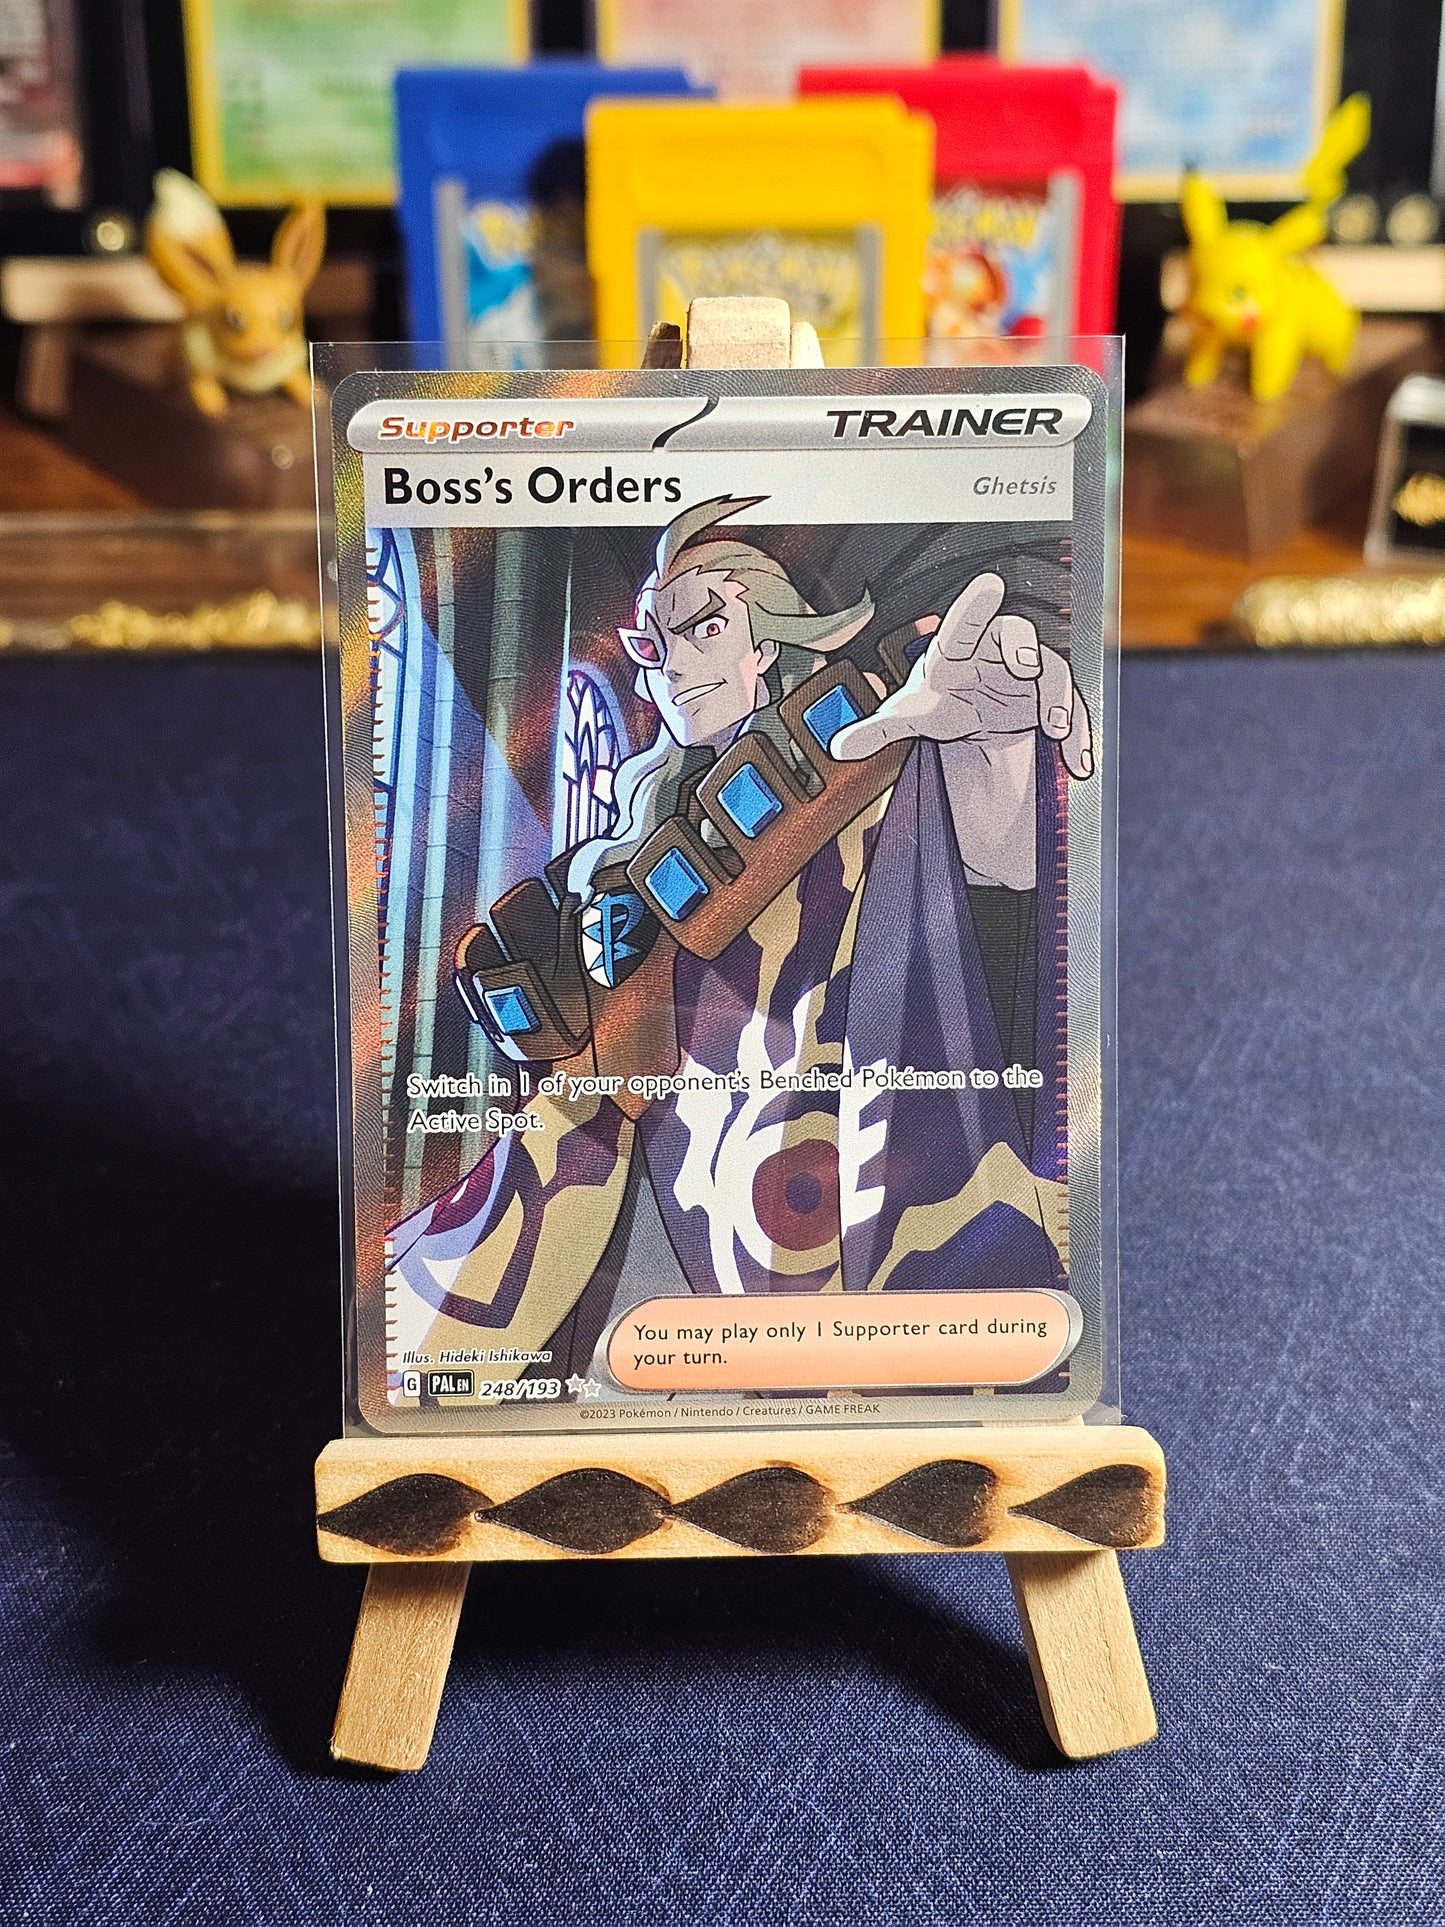 POKéMON
Supporter
TRAINER
Boss's Orders
Ghetsis
Switch in 1 of your opponent's Benched Pokémon to the
Active Spot.
You may play only 1 Supporter card during
your turn.
Illus. Hideki Ishikawa
G PAL EN 248/193
©2023 Pokémon / Nintendo / Creatures / GAME FREAK